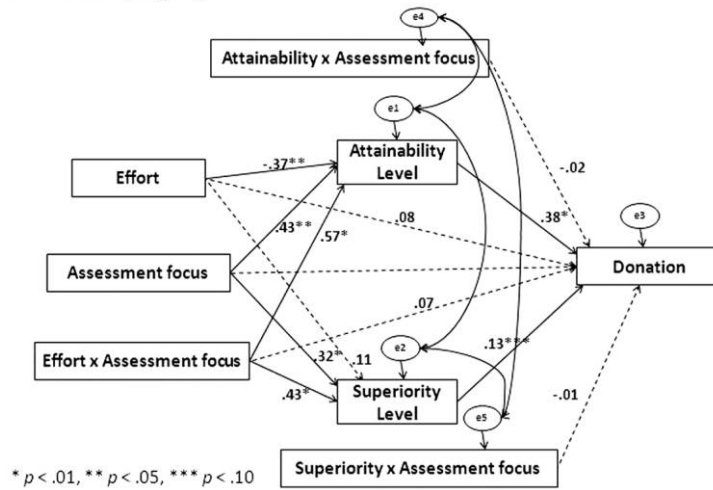 e4
Attainability x Assessment focus
e1
Attainability
Level
Effort
-.37**
-.02
.43**
.57*
.08
.38*
e3
Assessment focus
Donation
.07
Effort x Assessment focus
.32*
.11
e2
.13***
.43*
Superiority
Level
e5
-.01
Superiority x Assessment focus
* p < .01, ** p < .05, *** p < .10